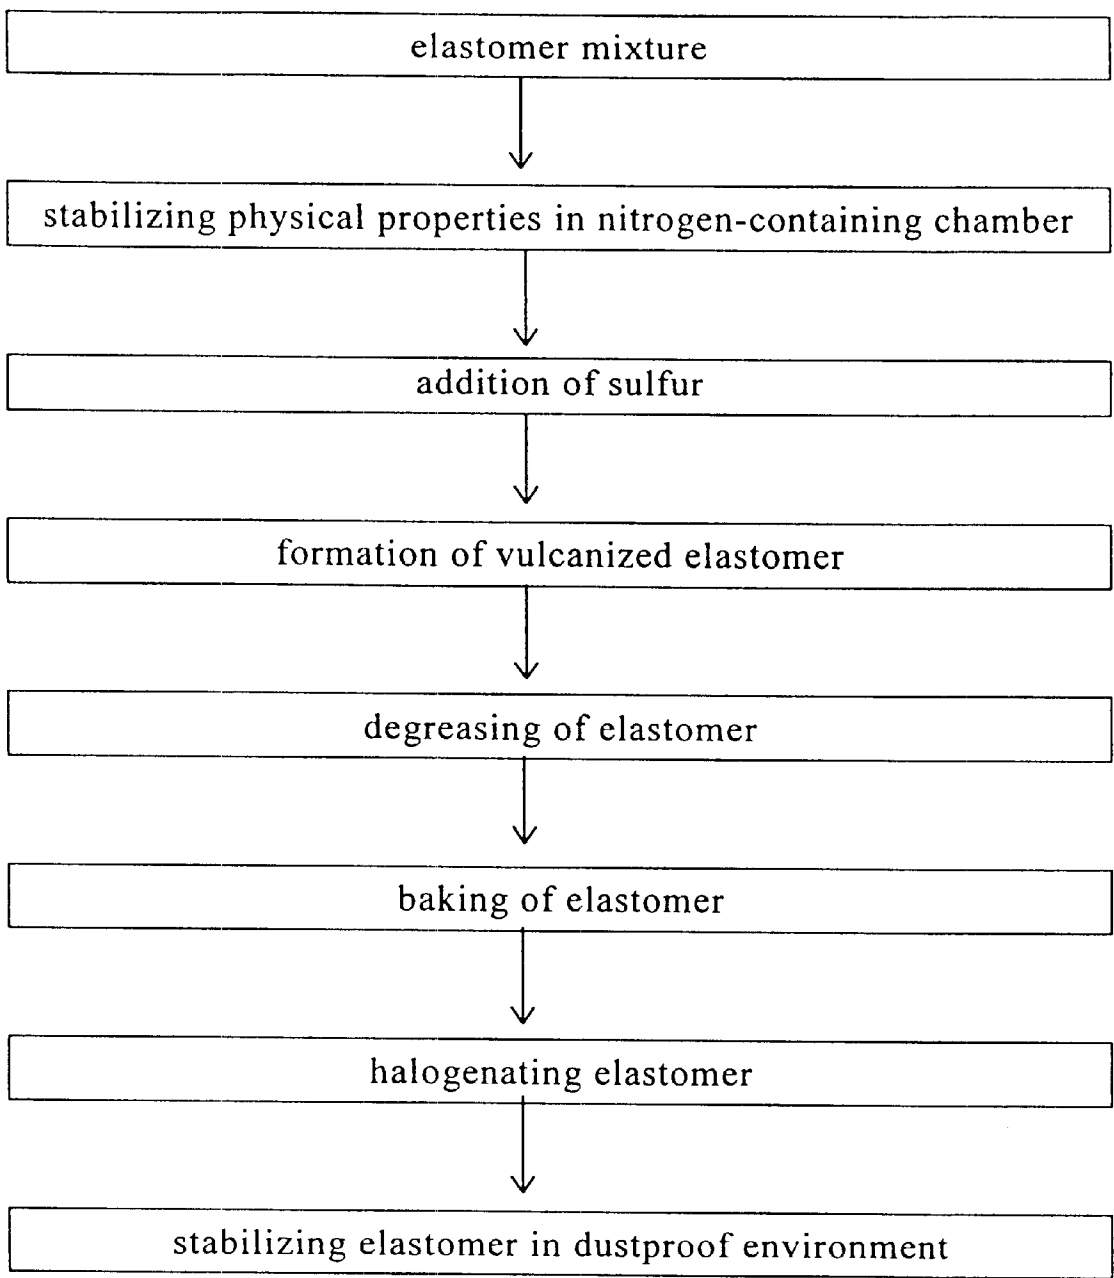 elastomer mixture
stabilizing physical properties in nitrogen-containing chamber
addition of sulfur
formation of vulcanized elastomer
degreasing of elastomer
baking of elastomer
halogenating elastomer
stabilizing elastomer in dustproof environment